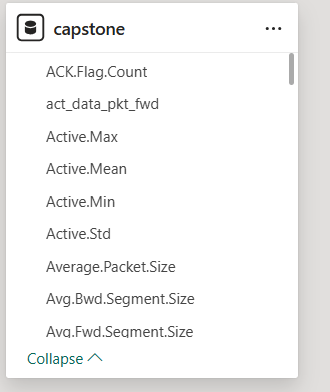 capstone
ACK.Flag.Count
act_data_pkt_fwd
Active.Max
Active.Mean
Active.Min
Active.Std
Average.Packet.Size
Avg.Bwd.Segment.Size
Avg.Fwd.Segment.Size
Collapse